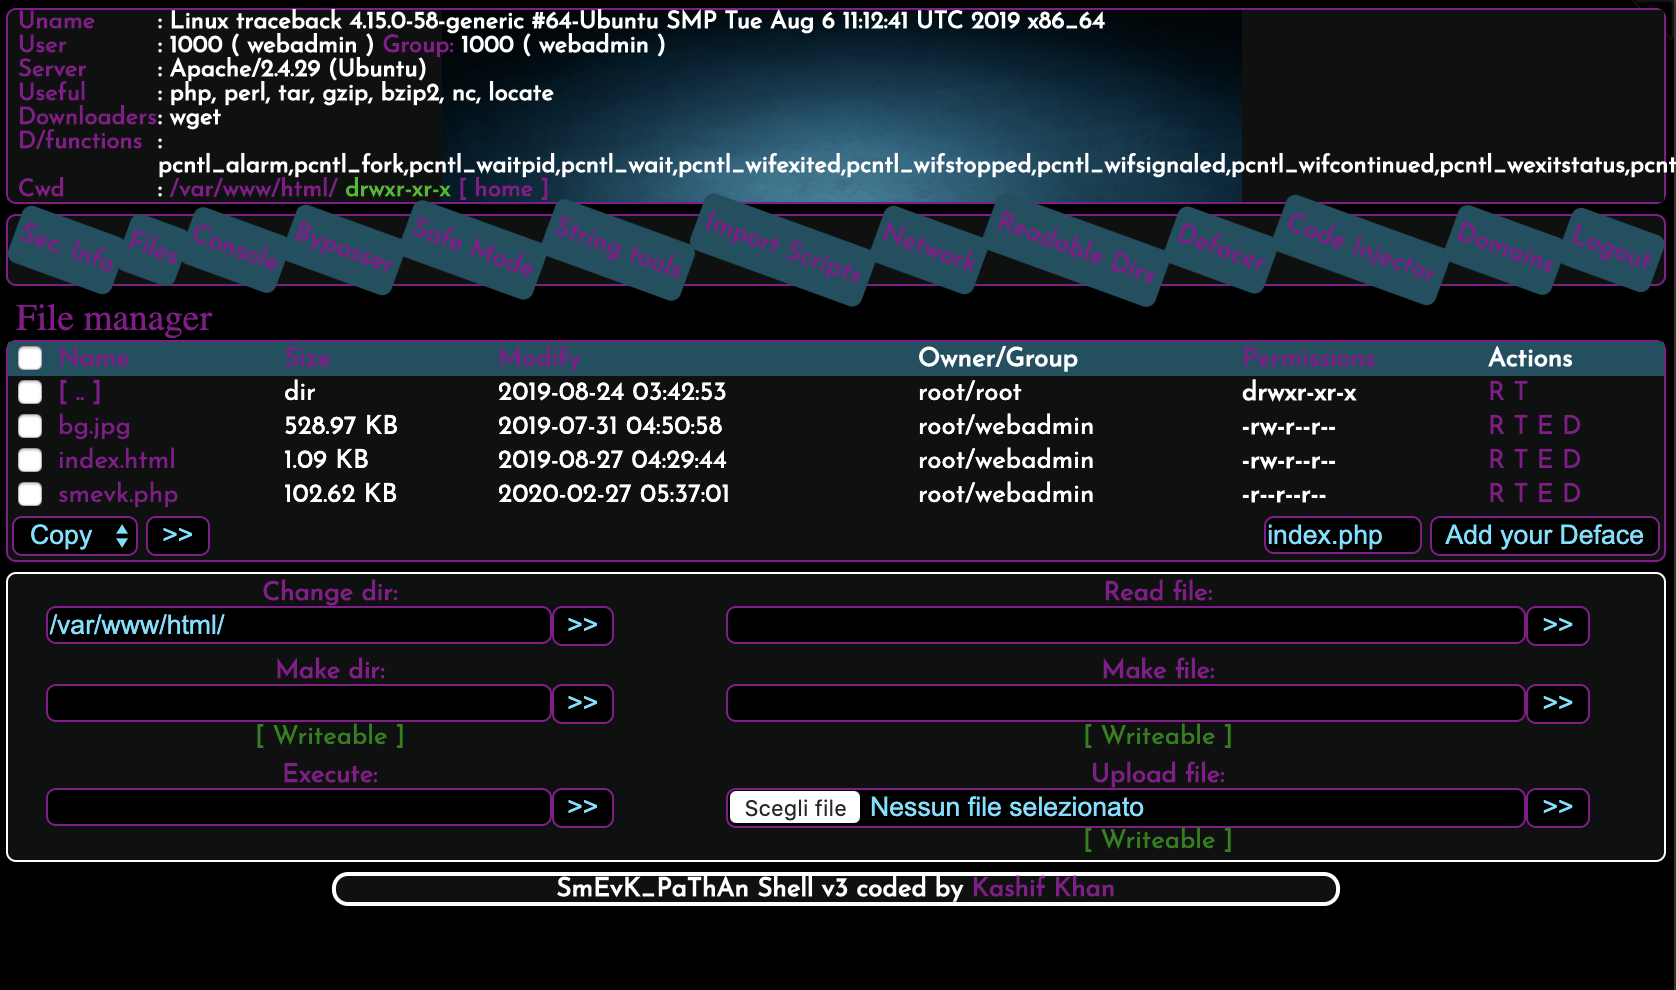 Uname : Linux traceback 4.15.0-58-generic #64-Ubuntu SMP Tue Aug 6 11:12:41 UTC 2019 x86_64
User : 1000 ( webadmin ) Group: 1000 ( webadmin )
Server : Apache/2.4.29 (Ubuntu)
Useful : php, perl, tar, gzip, bzip2, nc, locate
Downloaders: wget
D/functions :
pcntl_alarm,pcntl_fork,pcntl_waitpid,pcntl_wait,pcntl_wifexited,pcntl_wifstopped,pcntl_wifsignaled,pcntl_wifcontinued,pcntl_wexitstatus,pcnt
Cwd : /var/www/html/ drwxr-xr-x [ home ]
Sec. Info Files Console Bypasser Safe Mode String tools Import Scripts Network Readable Dirs Defacer Code Injector Domains Logout
File manager
Name Size Modify Owner/Group Permissions Actions
[ .. ] dir 2019-08-24 03:42:53 root/root drwxr-xr-x R T
bg.jpg 528.97 KB 2019-07-31 04:50:58 root/webadmin -rw-r--r-- R T E D
index.html 1.09 KB 2019-08-27 04:29:44 root/webadmin -rw-r--r-- R T E D
smevk.php 102.62 KB 2020-02-27 05:37:01 root/webadmin -r--r--r-- R T E D
Copy >> index.php Add your Deface
Change dir: Read file:
/var/www/html/ >> >>
Make dir: Make file:
>> >>
[ Writeable ] [ Writeable ]
Execute: Upload file:
>> Scegli file Nessun file selezionato >>
[ Writeable ]
SmEvK_PaThAn Shell v3 coded by Kashif Khan